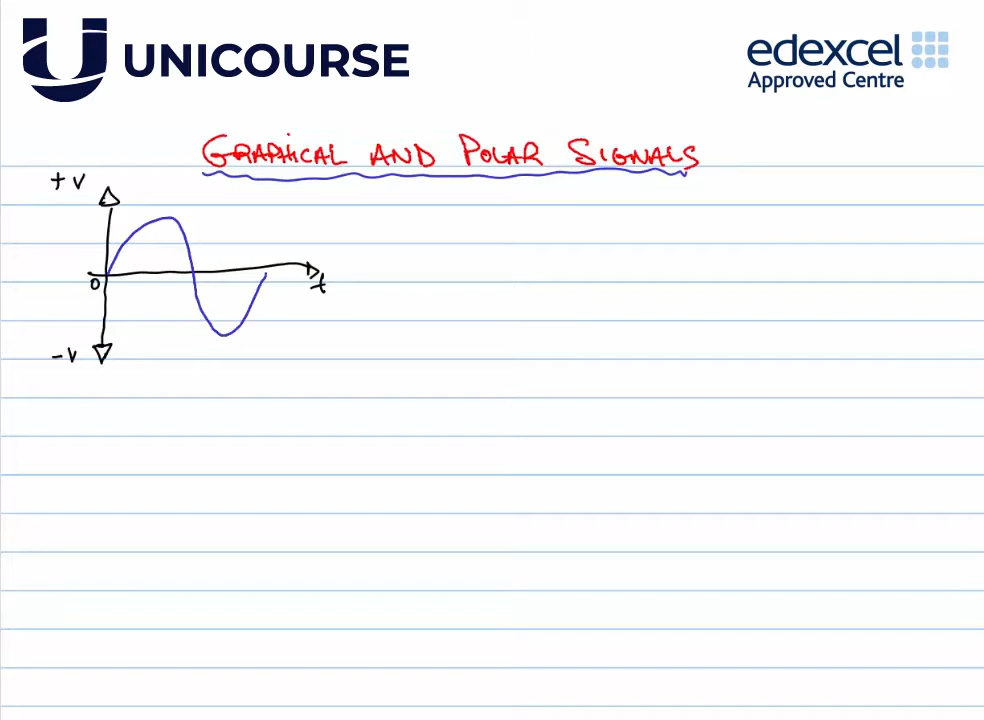 UNICOURSE
edexcel
Approved Centre
GRAPHICAL AND POLAR SIGNALS
+V
0
t
-V